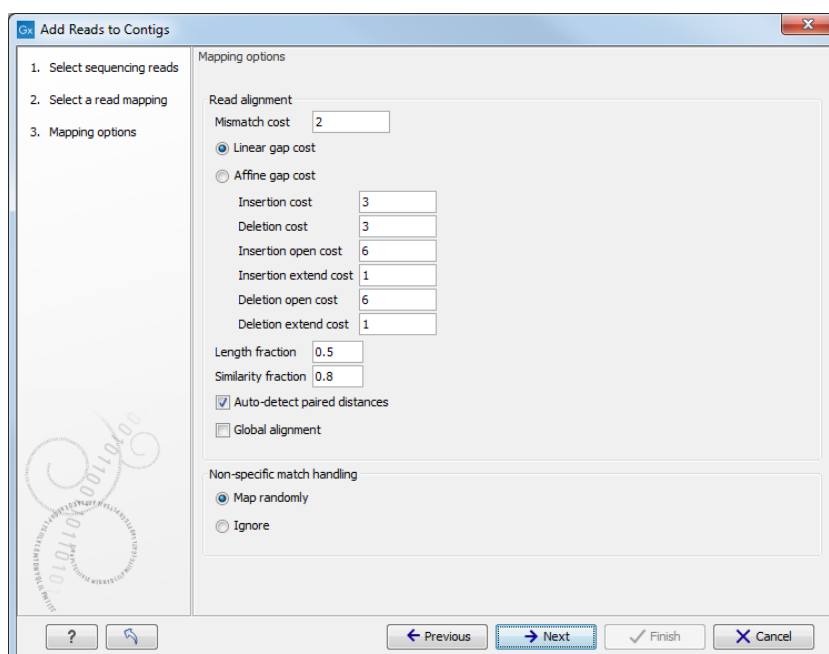 Gx Add Reads to Contigs
1. Select sequencing reads
2. Select a read mapping
3. Mapping options
Mapping options
Read alignment
Mismatch cost 2
Linear gap cost
Affine gap cost
Insertion cost 3
Deletion cost 3
Insertion open cost 6
Insertion extend cost 1
Deletion open cost 6
Deletion extend cost 1
Length fraction 0.5
Similarity fraction 0.8
Auto-detect paired distances
Global alignment
Non-specific match handling
Map randomly
Ignore
? Previous Next Finish Cancel